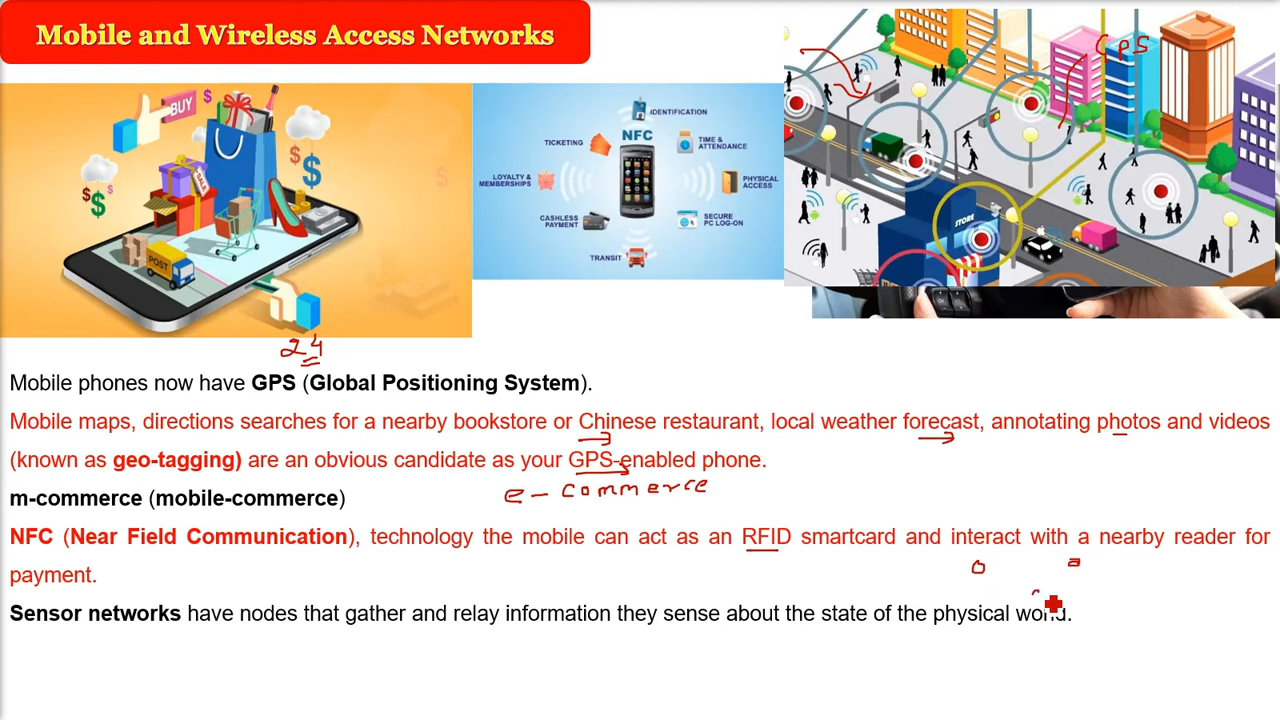 Mobile and Wireless Access Networks
BUY
$
SALE
$
$
$
$
$
$
POST
IDENTIFICATION
NFC
TICKETING
TIME &
ATTENDANCE
LOYALTY &
MEMBERSHIPS
PHYSICAL
ACCESS
CASHLESS
PAYMENT
SECURE
PC LOG-ON
TRANSIT
GPS
STORE
24
Mobile phones now have GPS (Global Positioning System).
Mobile maps, directions searches for a nearby bookstore or Chinese restaurant, local weather forecast, annotating photos and videos
(known as geo-tagging) are an obvious candidate as your GPS-enabled phone.
m-commerce (mobile-commerce)
e - commerce
NFC (Near Field Communication), technology the mobile can act as an RFID smartcard and interact with a nearby reader for
payment.
Sensor networks have nodes that gather and relay information they sense about the state of the physical world.